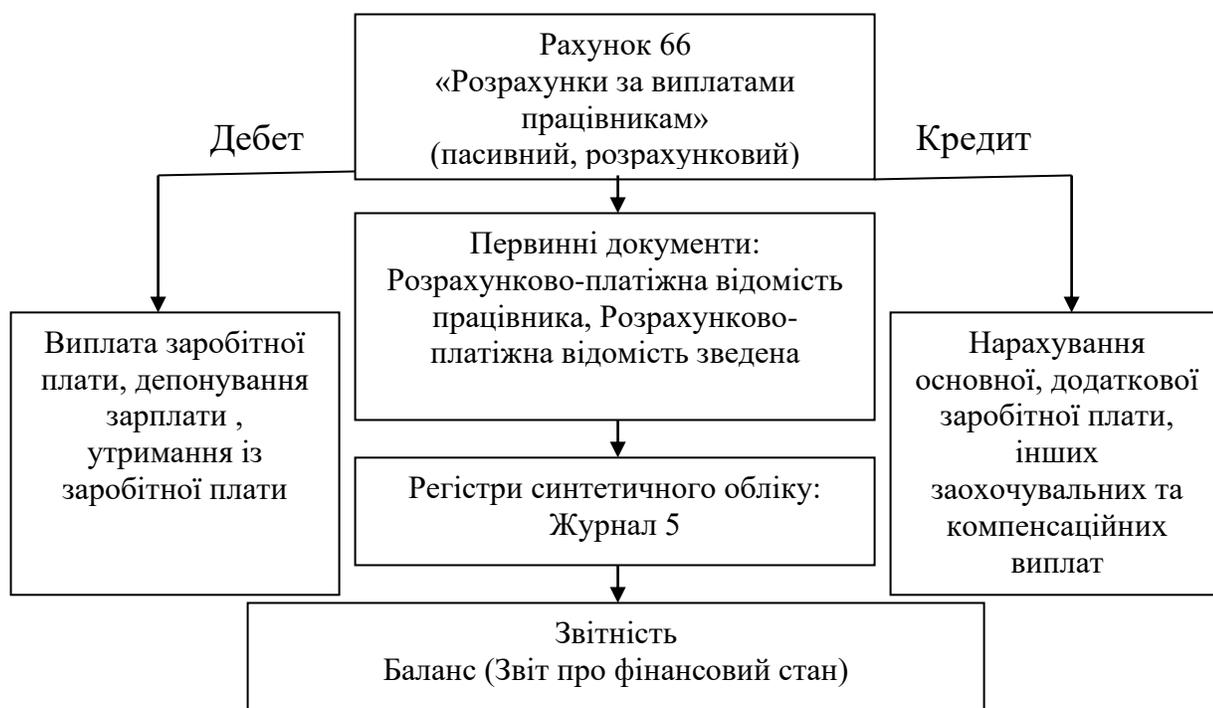 Рахунок 66
«Розрахунки за виплатами
працівникам»
(пасивний, розрахунковий)
Дебет
Кредит
Первинні документи:
Розрахунково-платіжна відомість
працівника, Розрахунково-
платіжна відомість зведена
Виплата заробітної
плати, депонування
зарплати ,
утримання із
заробітної плати
Нарахування
основної, додаткової
заробітної плати,
інших
заохочувальних та
компенсаційних
виплат
Регістри синтетичного обліку:
Журнал 5
Звітність
Баланс (Звіт про фінансовий стан)